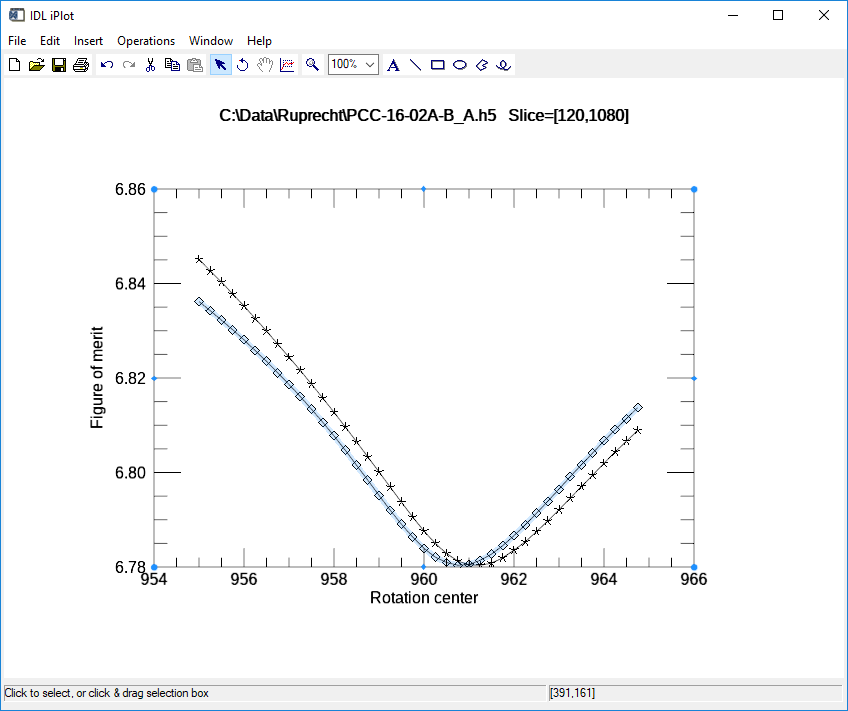 IDL iPlot
File Edit Insert Operations Window Help
100%
C:\Data\Ruprecht\PCC-16-02A-B_A.h5 Slice=[120,1080]
6.86
6.84
6.82
6.80
6.78
Figure of merit
954 956 958 960 962 964 966
Rotation center
Click to select, or click & drag selection box [391,161]